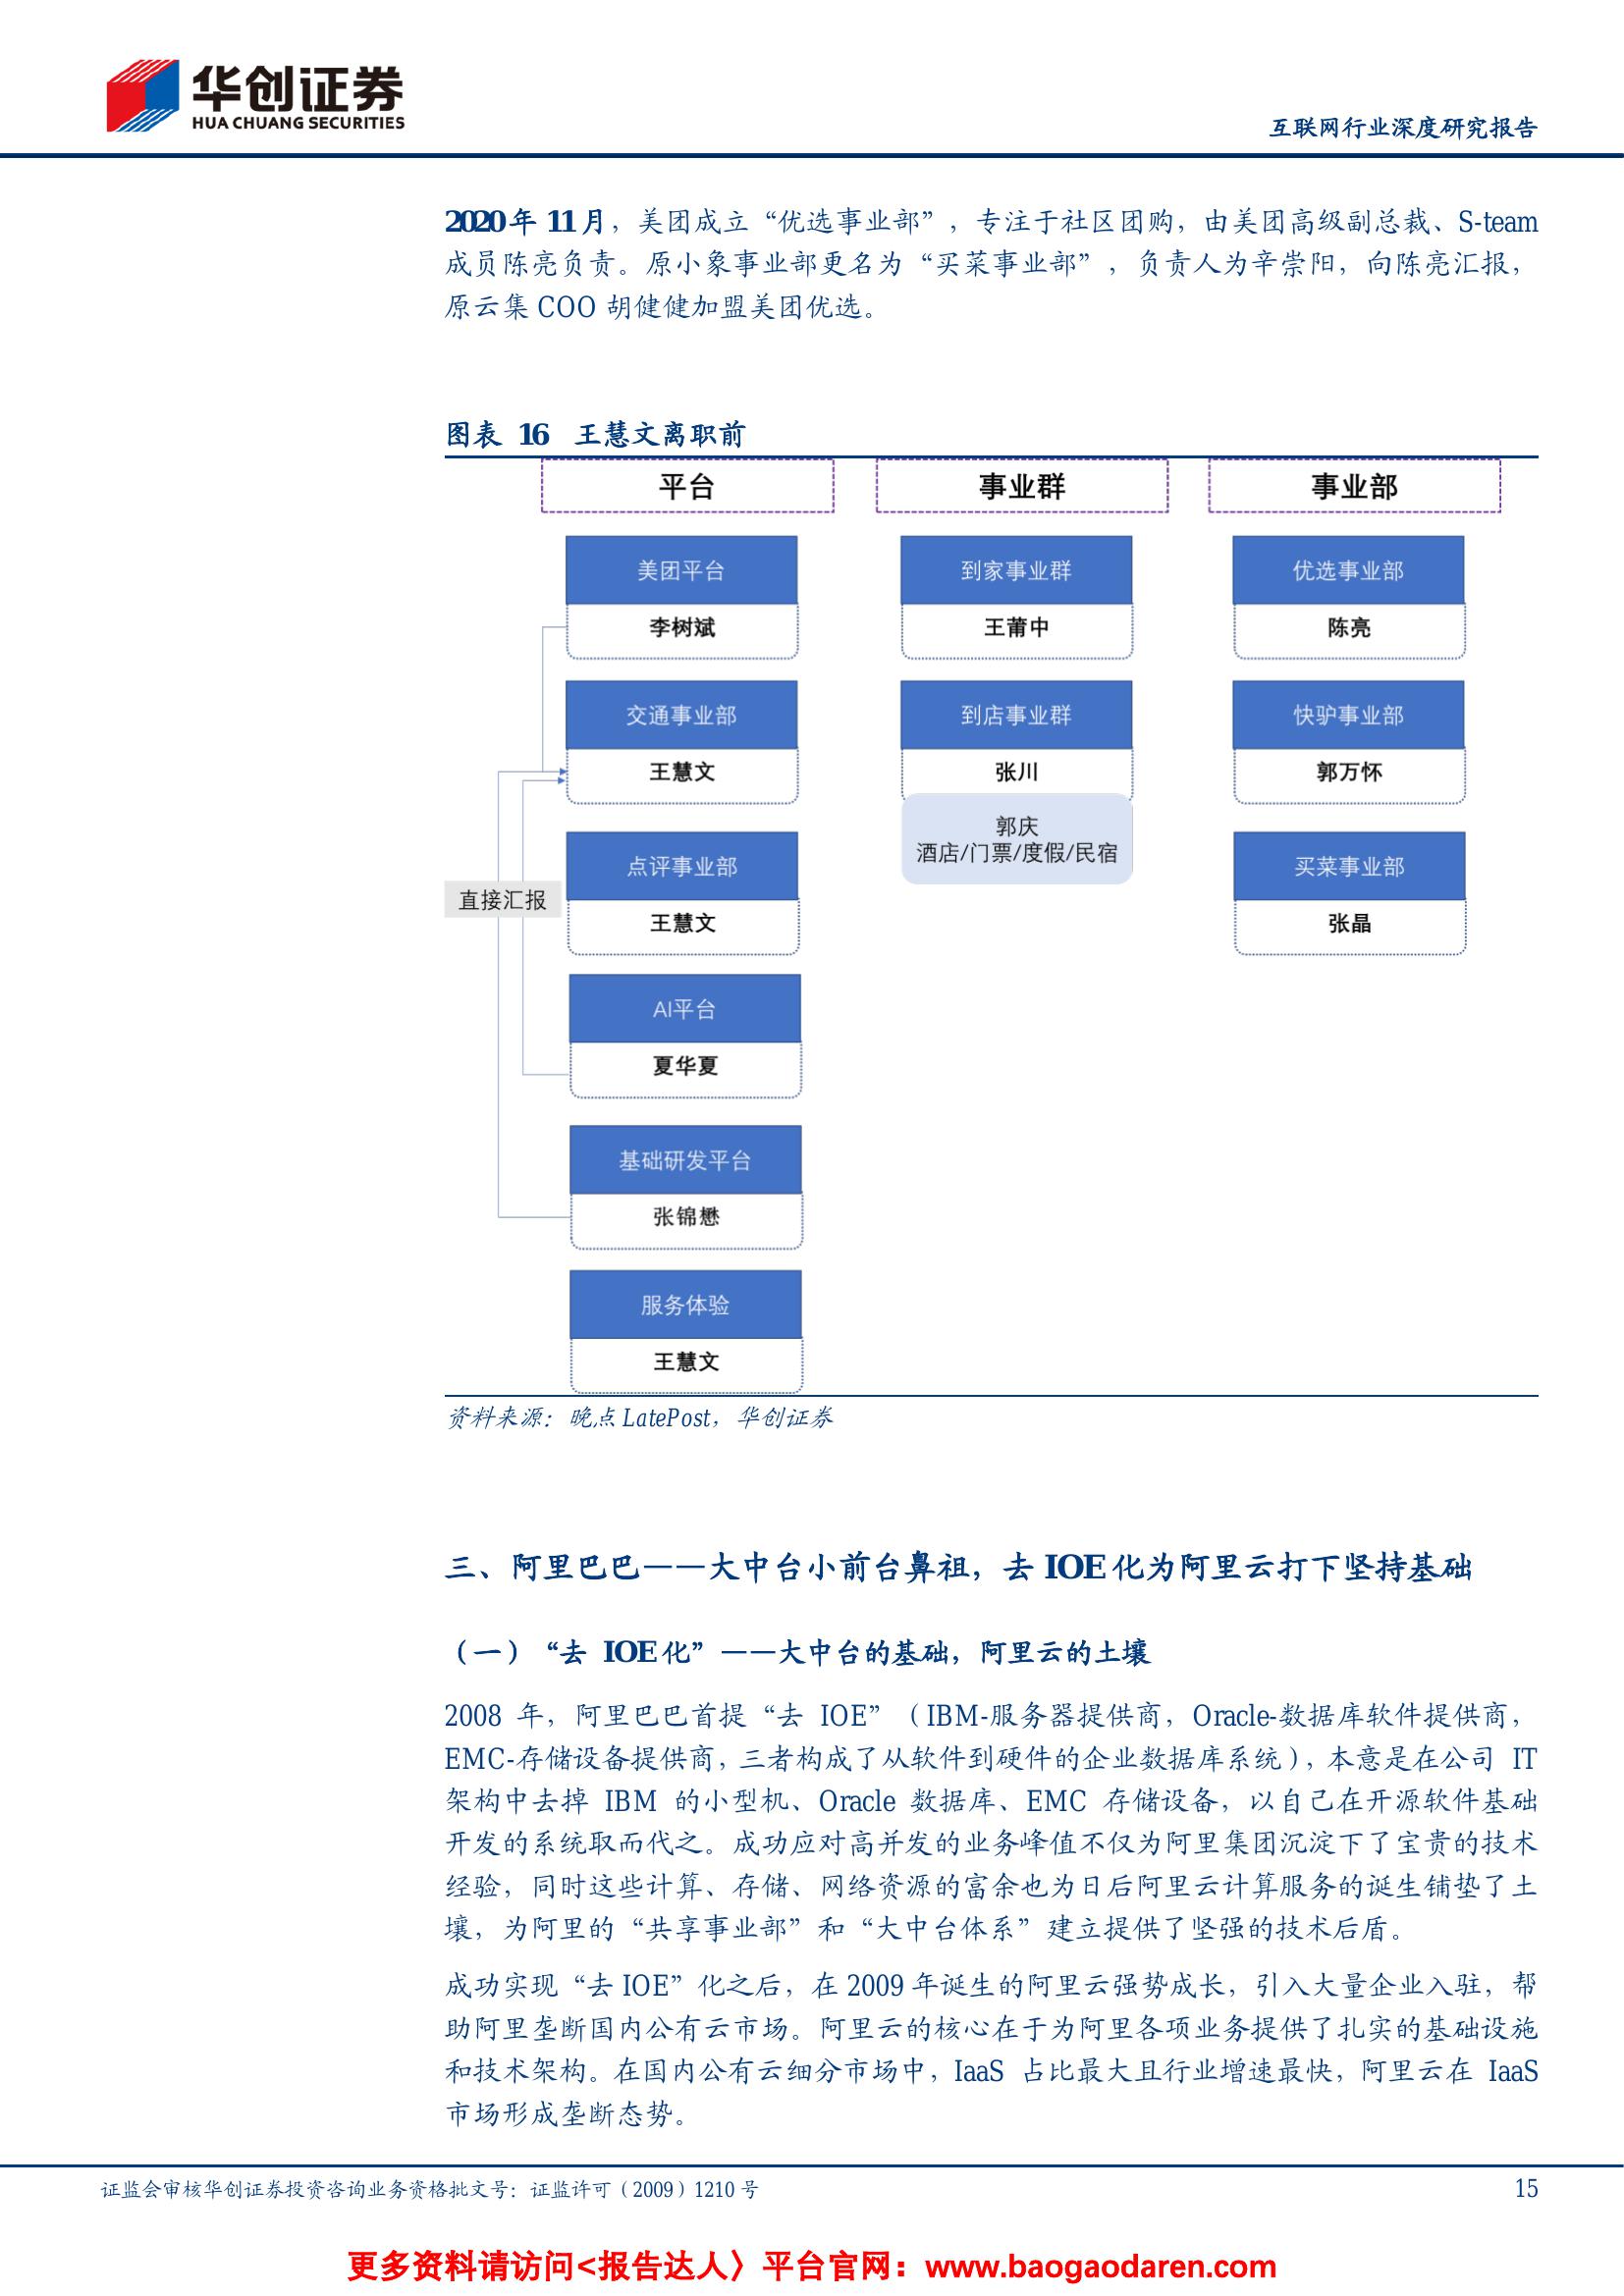 华创证券
HUA CHUANG SECURITIES
互联网行业深度研究报告
2020年 11月，美团成立“优选事业部”，专注于社区团购，由美团高级副总裁、S-team
成员陈亮负责。原小象事业部更名为“买菜事业部”，负责人为辛崇阳，向陈亮汇报，
原云集 COO 胡健健加盟美团优选。
图表 16 王慧文离职前
平台
事业群
事业部
美团平台
李树斌
到家事业群
王莆中
优选事业部
陈亮
交通事业部
王慧文
到店事业群
张川
郭庆
酒店/门票/度假/民宿
快驴事业部
郭万怀
点评事业部
王慧文
买菜事业部
张晶
直接汇报
AI平台
夏华夏
基础研发平台
张锦懋
服务体验
王慧文
资料来源：晚点 LatePost，华创证券
三、阿里巴巴——大中台小前台鼻祖，去 IOE 化为阿里云打下坚持基础
（一）“去 IOE 化”——大中台的基础，阿里云的土壤
2008 年，阿里巴巴首提“去 IOE”（IBM-服务器提供商，Oracle-数据库软件提供商，
EMC-存储设备提供商，三者构成了从软件到硬件的企业数据库系统），本意是在公司 IT
架构中去掉 IBM 的小型机、Oracle 数据库、EMC 存储设备，以自己在开源软件基础
开发的系统取而代之。成功应对高并发的业务峰值不仅为阿里集团沉淀下了宝贵的技术
经验，同时这些计算、存储、网络资源的富余也为日后阿里云计算服务的诞生铺垫了土
壤，为阿里的“共享事业部”和“大中台体系”建立提供了坚强的技术后盾。
成功实现“去 IOE”化之后，在 2009 年诞生的阿里云强势成长，引入大量企业入驻，帮
助阿里垄断国内公有云市场。阿里云的核心在于为阿里各项业务提供了扎实的基础设施
和技术架构。在国内公有云细分市场中，IaaS 占比最大且行业增速最快，阿里云在 IaaS
市场形成垄断态势。
证监会审核华创证券投资咨询业务资格批文号：证监许可（2009）1210 号
15
更多资料请访问<报告达人〉平台官网：www.baogaodaren.com